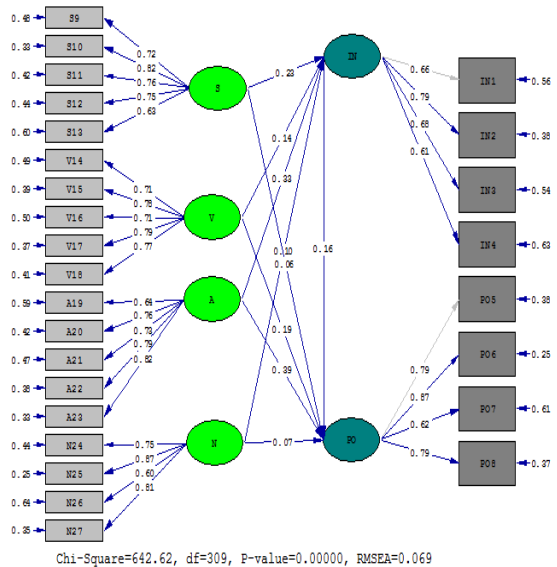 0.48 S9
0.33 S10
0.42 S11
0.44 S12
0.60 S13
0.49 V14
0.39 V15
0.50 V16
0.37 V17
0.41 V18
0.59 A19
0.42 A20
0.47 A21
0.38 A22
0.33 A23
0.44 N24
0.25 N25
0.64 N26
0.35 N27
0.72
0.82
0.76
0.75
0.63
0.71
0.78
0.71
0.79
0.77
0.64
0.76
0.73
0.79
0.82
0.75
0.87
0.60
0.81
S
V
A
N
0.23
0.14
0.33
0.10
0.06
0.19
0.39
0.07
0.16
IN
PO
0.66
0.79
0.68
0.61
0.79
0.87
0.62
0.79
IN1 0.56
IN2 0.38
IN3 0.54
IN4 0.63
PO5 0.38
PO6 0.25
PO7 0.61
PO8 0.37
Chi-Square=642.62, df=309, P-value=0.00000, RMSEA=0.069